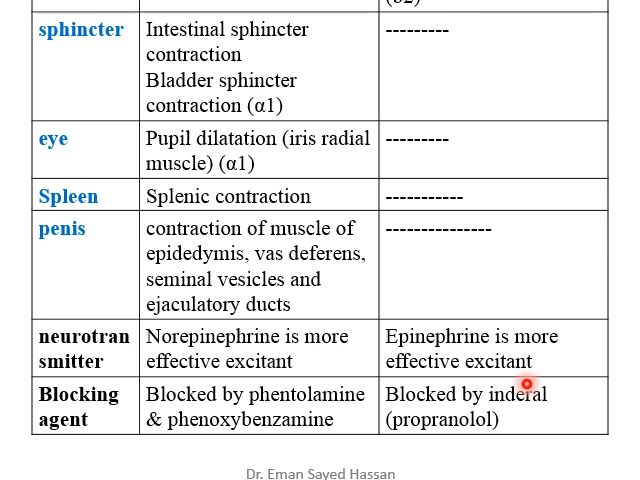 (β2)
sphincter
Intestinal sphincter
contraction
Bladder sphincter
contraction (α1)
---------
eye
Pupil dilatation (iris radial
muscle) (α1)
---------
Spleen
Splenic contraction
-----------
penis
contraction of muscle of
epidedymis, vas deferens,
seminal vesicles and
ejaculatory ducts
---------------
neurotran
smitter
Norepinephrine is more
effective excitant
Epinephrine is more
effective excitant
Blocking
agent
Blocked by phentolamine
& phenoxybenzamine
Blocked by inderal
(propranolol)
Dr. Eman Sayed Hassan